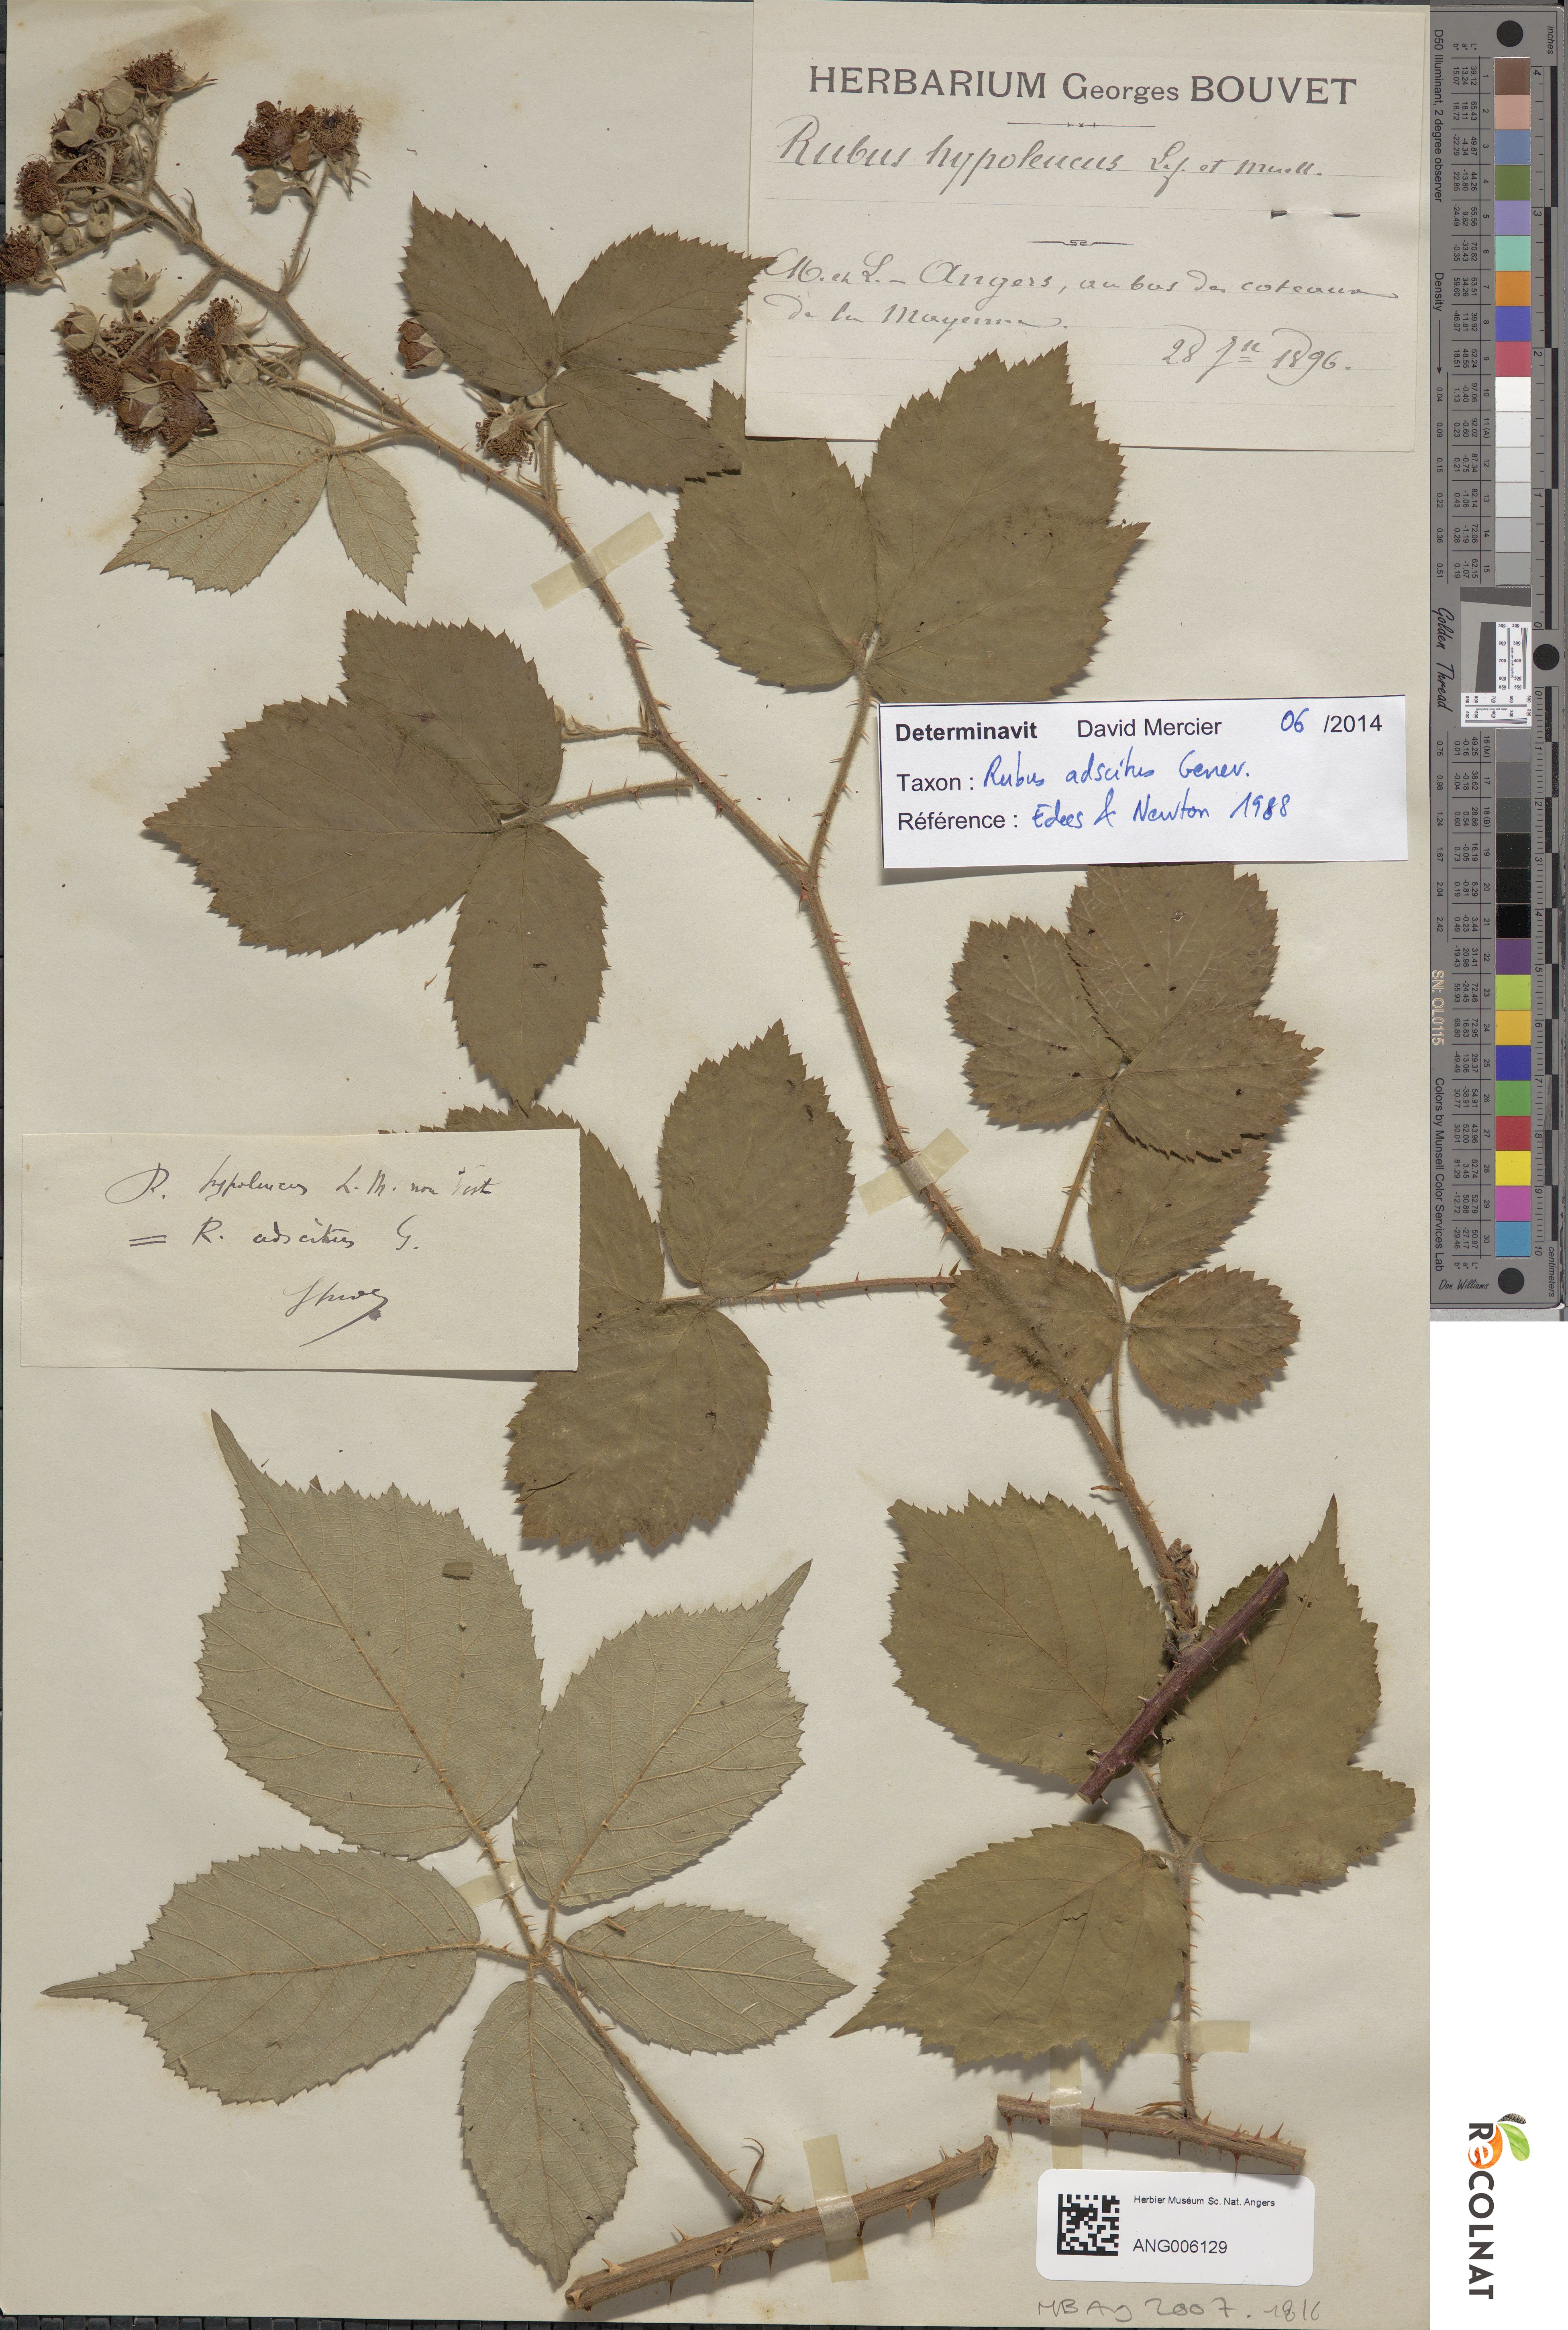 HERBARIUM Georges BOUVET
Rubus hypoleucus Lef. et Muell.
M. et L. - Angers, au bas des coteaux
de la Mayenne.
28 Jn 1896.
Determinavit David Mercier 06 /2014
Taxon : Rubus adscitus Genev.
Référence : Edees & Newton 1988
R. hypoleucus L. M. non Vest
= R. adscitus G.
Herbier Muséum Sc. Nat. Angers
ANG006129
MBAg 2007. 1816
ReCOLNAT
inches
centimeters
D50 Illuminant, 2 degree observer
Density
Golden Thread
SN: OL0115
Colors by Munsell Color Services Lab
Don Williams